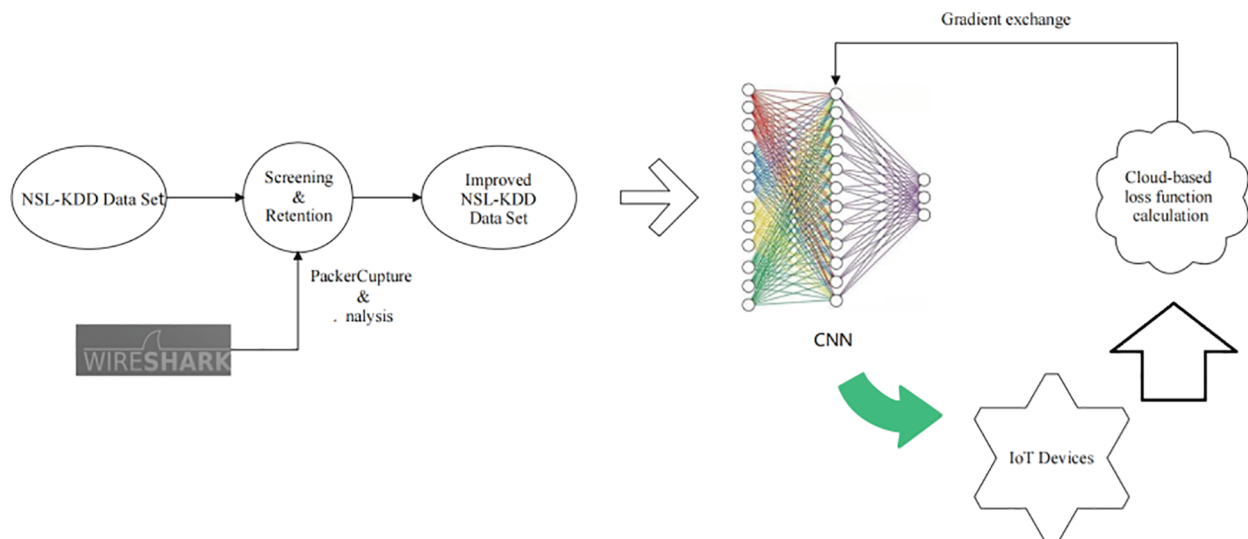 Gradient exchange
NSL-KDD Data Set
Screening
&
Retention
Improved
NSL-KDD
Data Set
PackerCupture
&
. nalysis
WIRESHARK
CNN
Cloud-based
loss function
calculation
IoT Devices